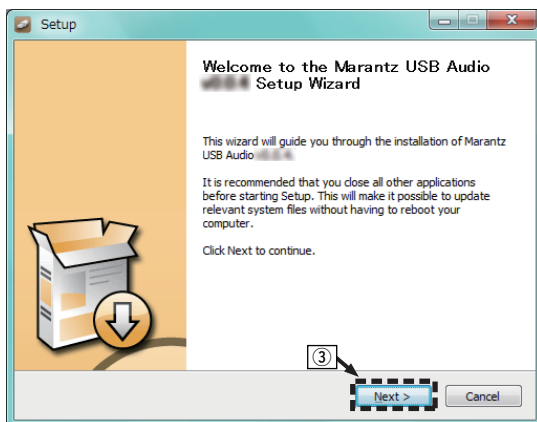 Setup
Welcome to the Marantz USB Audio
Setup Wizard
This wizard will guide you through the installation of Marantz
USB Audio
It is recommended that you close all other applications
before starting Setup. This will make it possible to update
relevant system files without having to reboot your
computer.
Click Next to continue.
③
Next >
Cancel